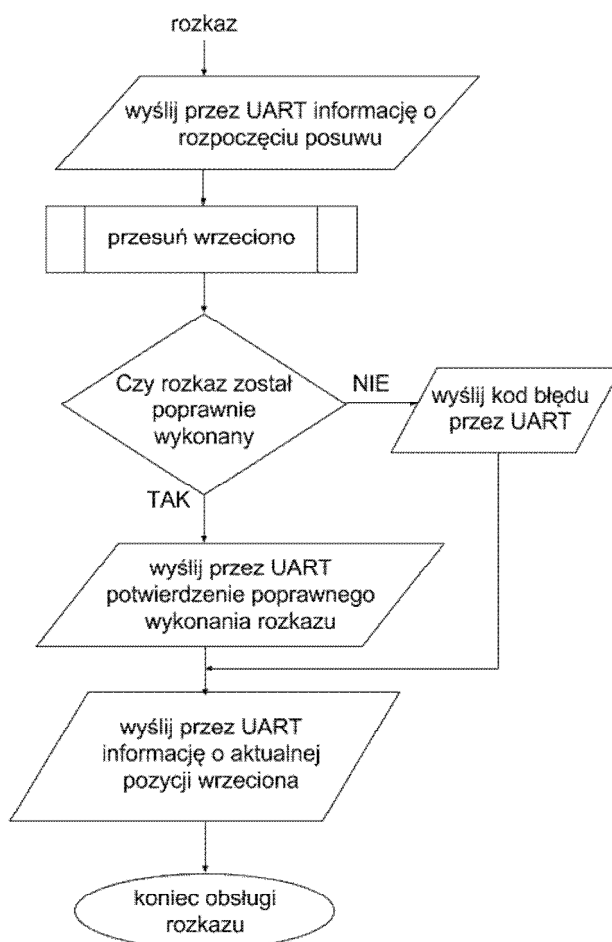 rozkaz
wyślij przez UART informację o
rozpoczęciu posuwu
przesuń wrzeciono
Czy rozkaz został
poprawnie
wykonany
NIE
wyślij kod błędu
przez UART
TAK
wyślij przez UART
potwierdzenie poprawnego
wykonania rozkazu
wyślij przez UART
informację o aktualnej
pozycji wrzeciona
koniec obsługi
rozkazu